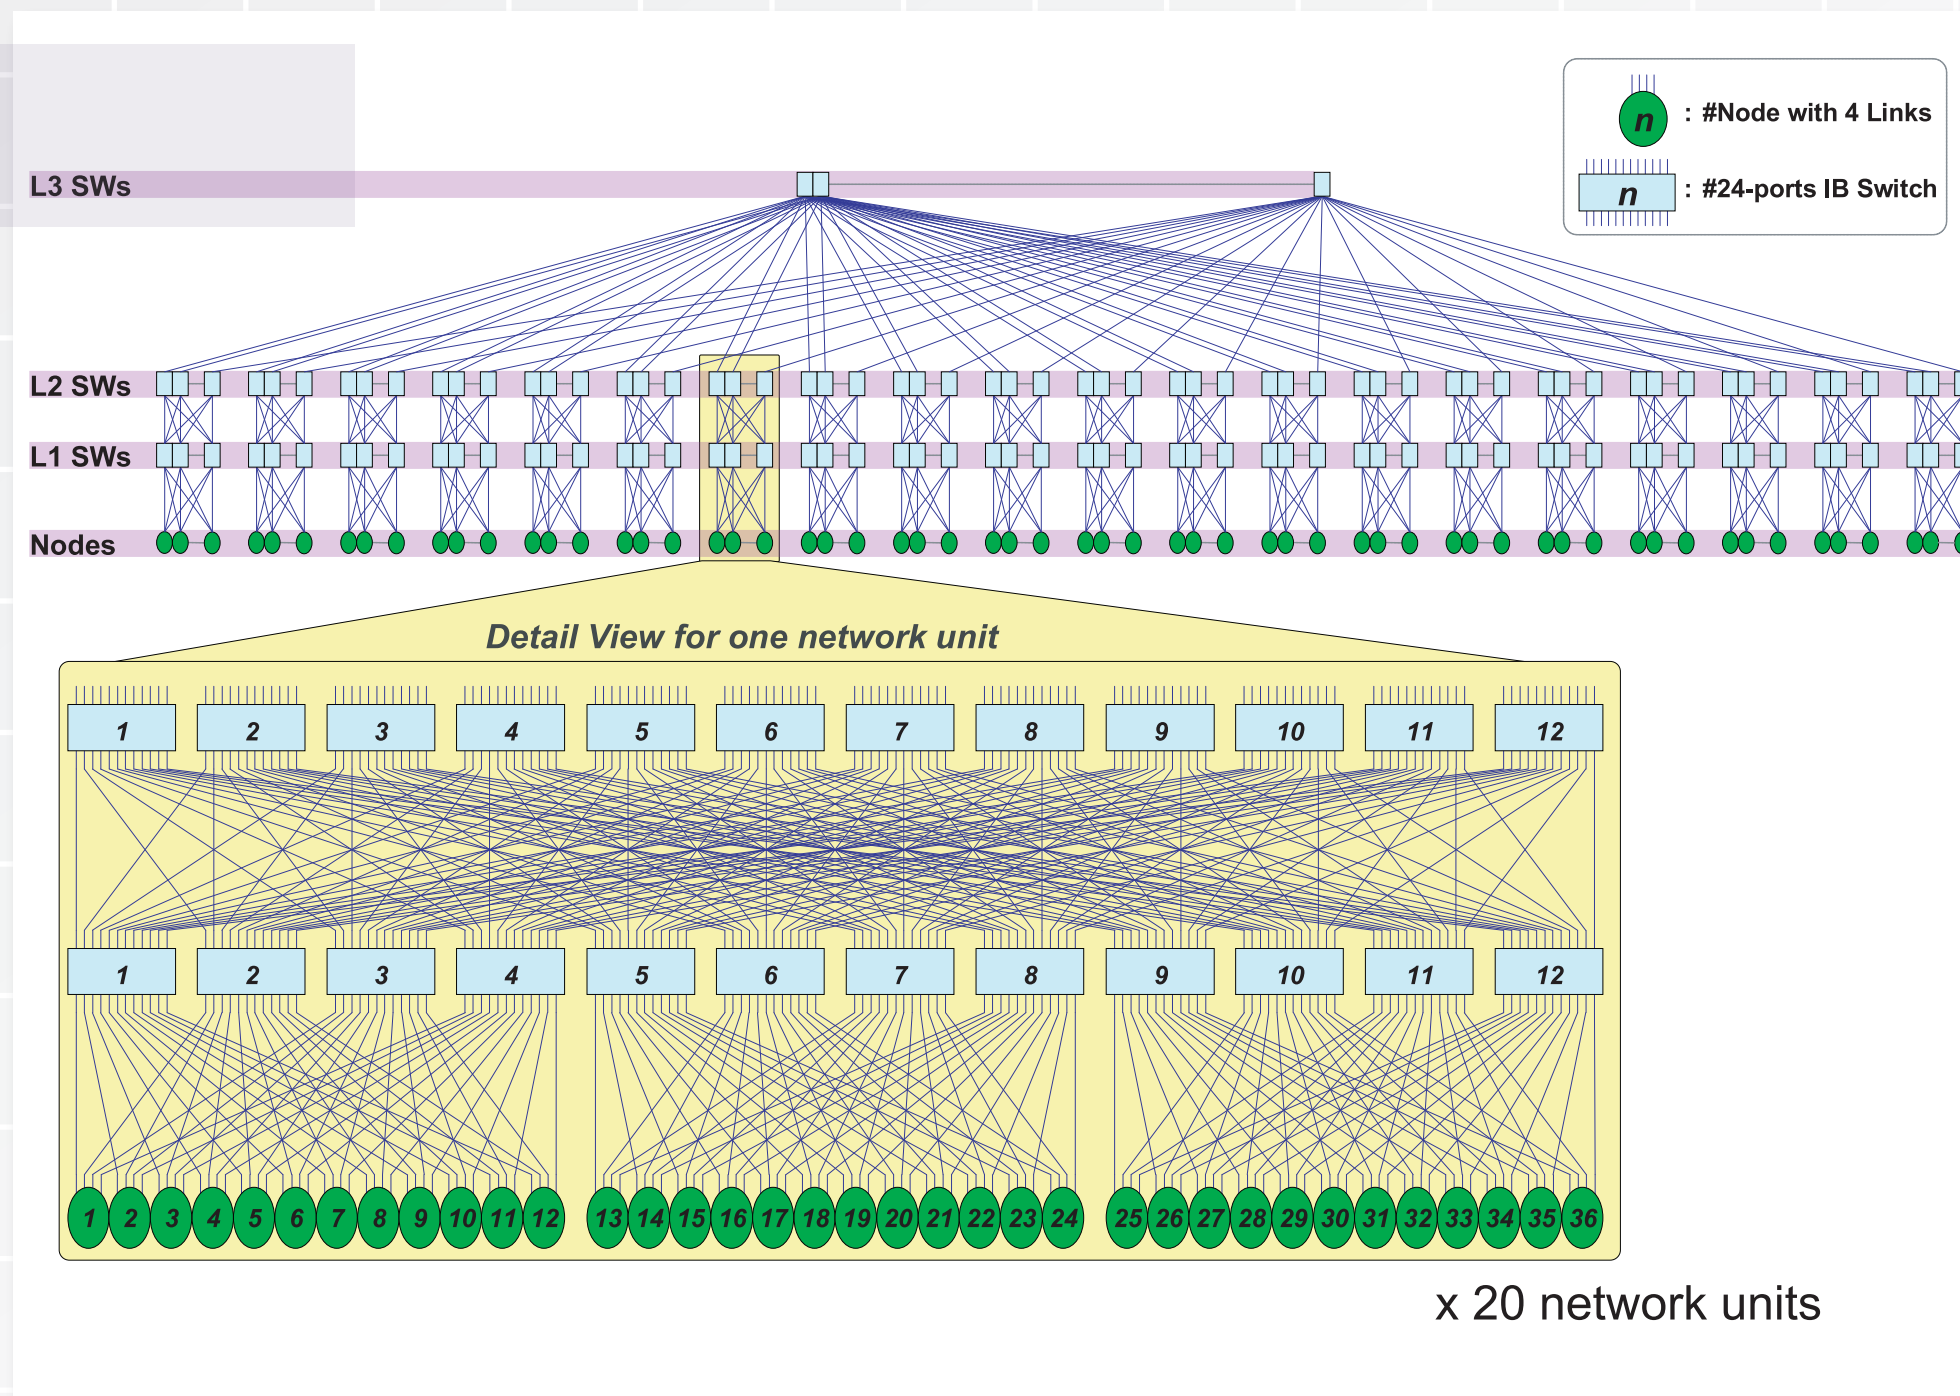 n : #Node with 4 Links
n : #24-ports IB Switch
L3 SWs
L2 SWs
L1 SWs
Nodes
Detail View for one network unit
1 2 3 4 5 6 7 8 9 10 11 12
1 2 3 4 5 6 7 8 9 10 11 12
1 2 3 4 5 6 7 8 9 10 11 12 13 14 15 16 17 18 19 20 21 22 23 24 25 26 27 28 29 30 31 32 33 34 35 36
x 20 network units